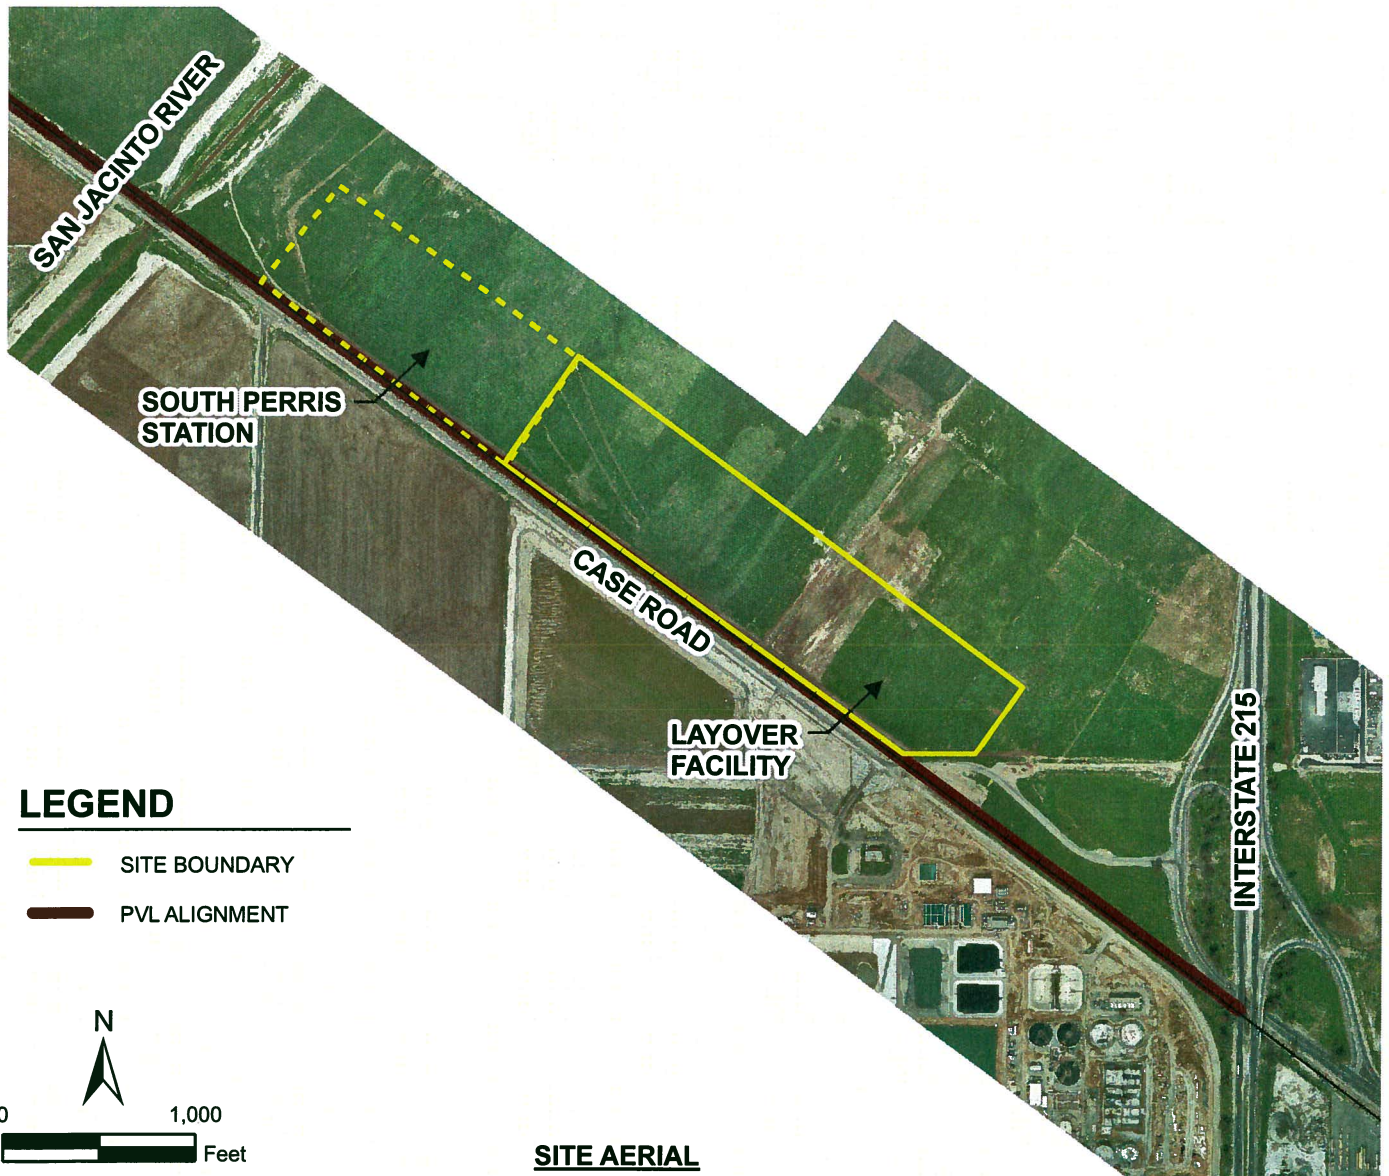 SAN JACINTO RIVER
SOUTH PERRIS
STATION
CASE ROAD
LAYOVER
FACILITY
INTERSTATE 215
LEGEND
SITE BOUNDARY
PVL ALIGNMENT
N
0 1,000
Feet
SITE AERIAL